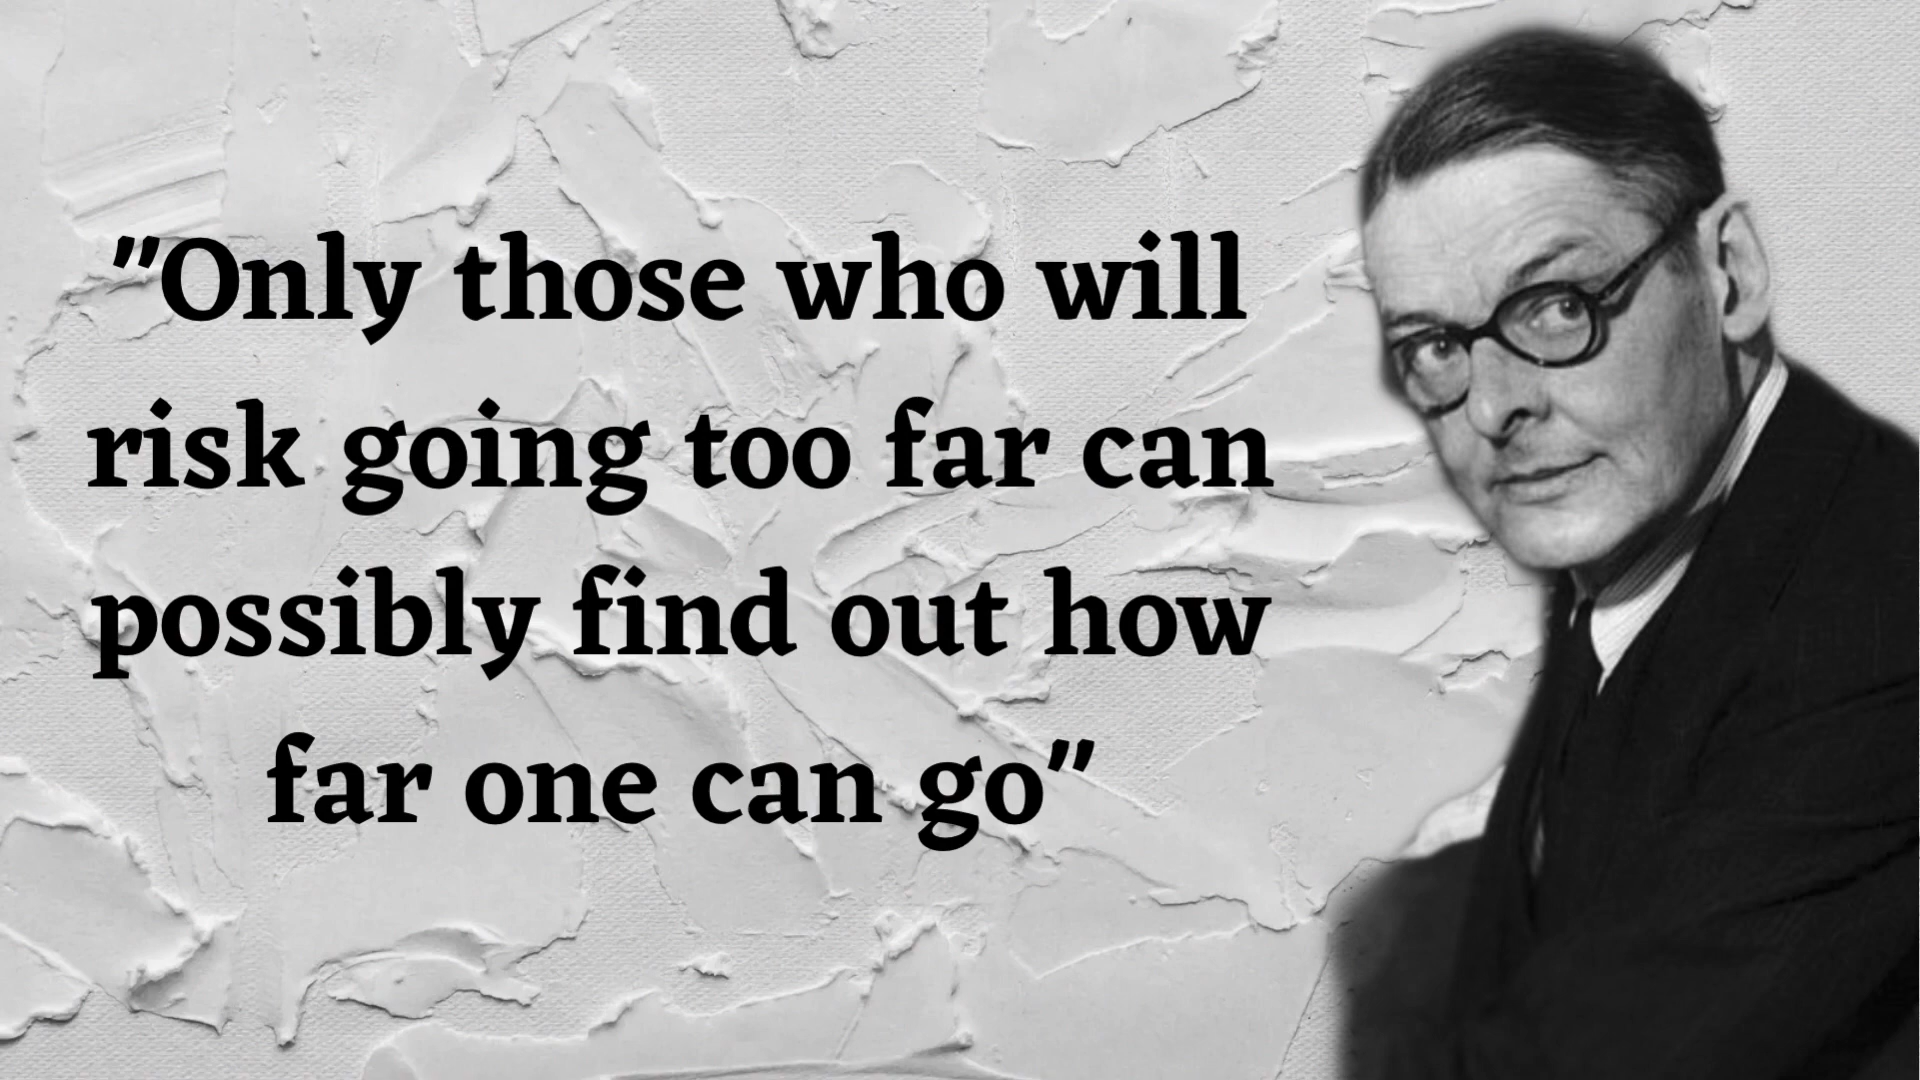 "Only those who will
risk going too far can
possibly find out how
far one can go"